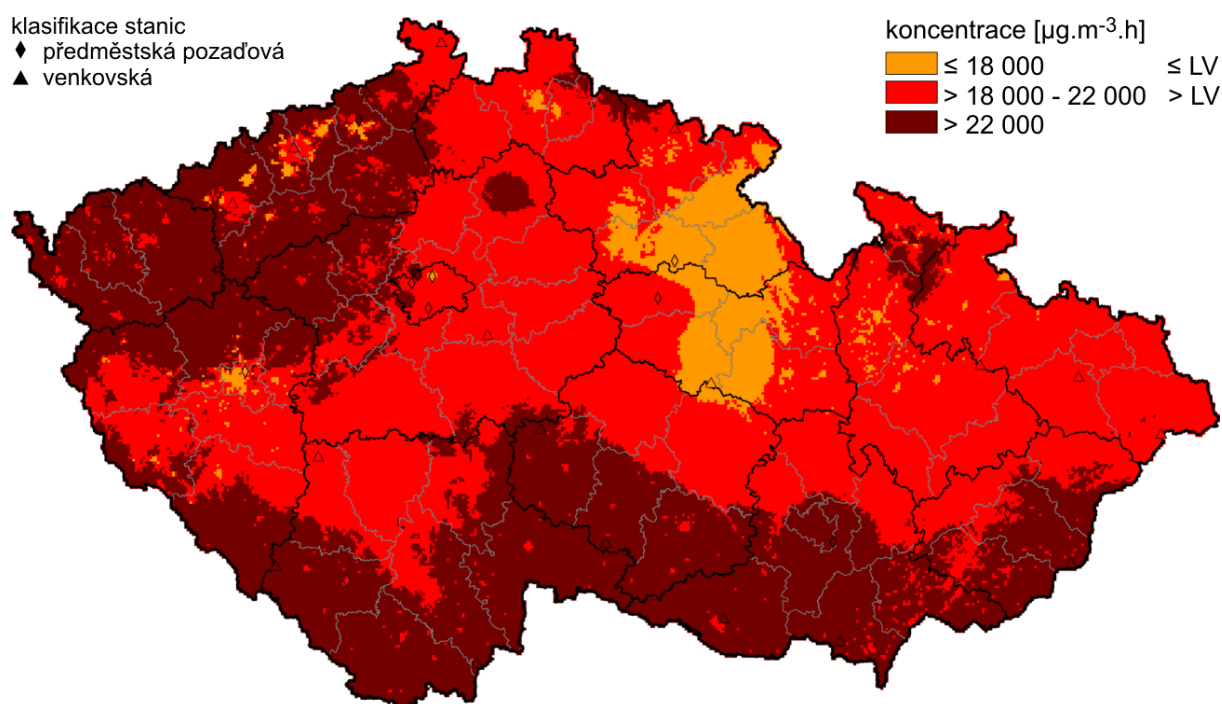 klasifikace stanic
předměstská pozaďová
venkovská
koncentrace [µg.m-³.h]
≤ 18 000 ≤ LV
> 18 000 - 22 000 > LV
> 22 000